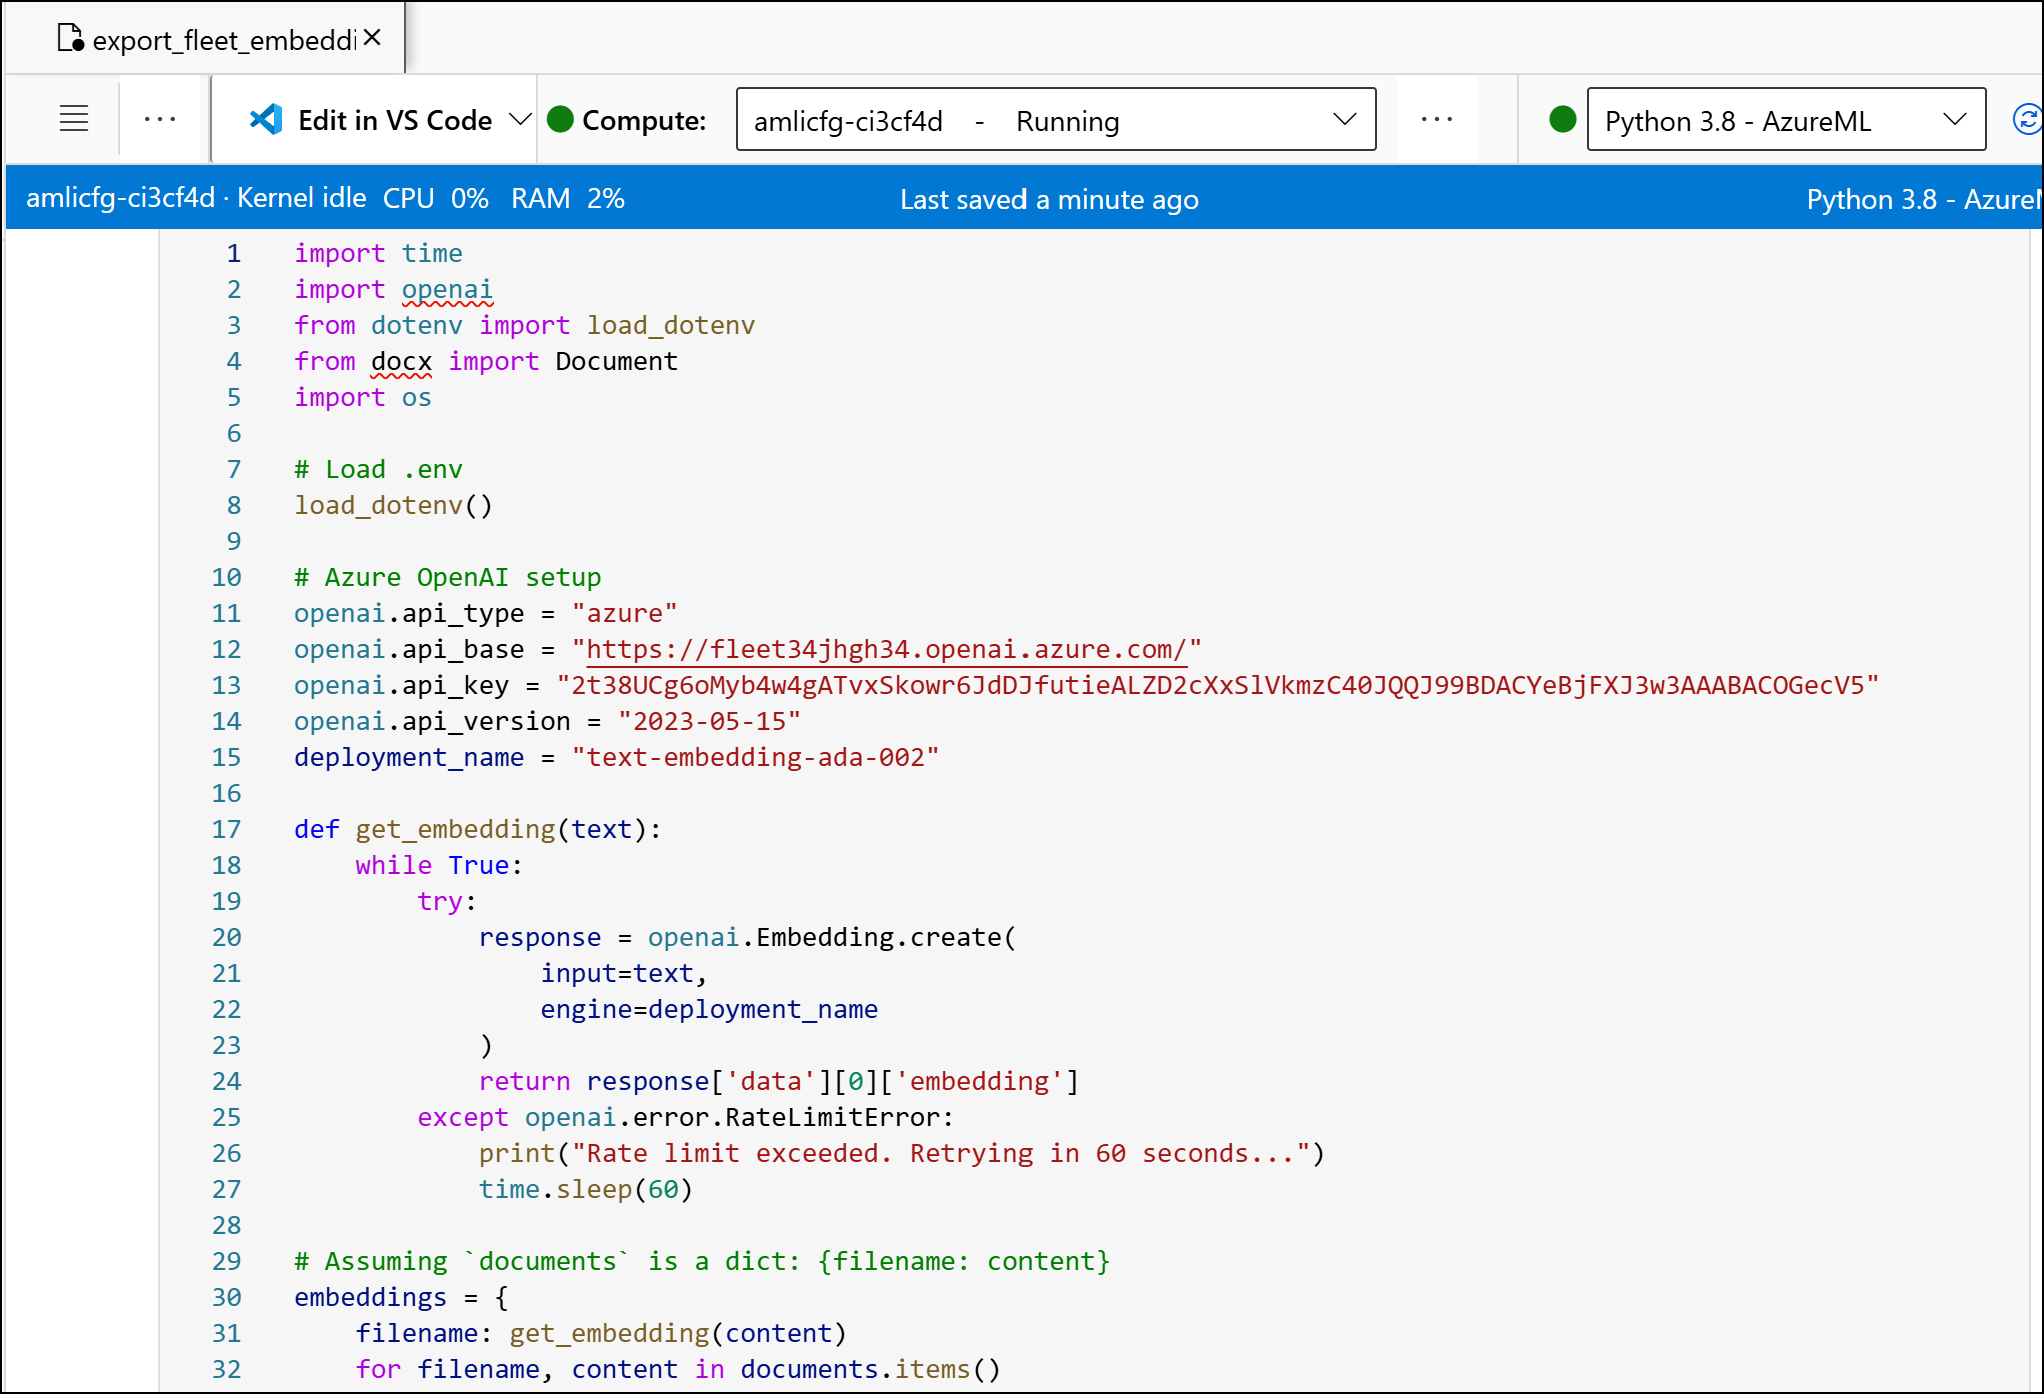 export_fleet_embeddi
Edit in VS Code Compute: amlicfg-ci3cf4d - Running Python 3.8 - AzureML
amlicfg-ci3cf4d · Kernel idle CPU 0% RAM 2% Last saved a minute ago Python 3.8 - AzureM
1 import time
2 import openai
3 from dotenv import load_dotenv
4 from docx import Document
5 import os
6
7 # Load .env
8 load_dotenv()
9
10 # Azure OpenAI setup
11 openai.api_type = "azure"
12 openai.api_base = "https://fleet34jhgh34.openai.azure.com/"
13 openai.api_key = "2t38UCg6oMyb4w4gATvxSkowr6JdDJfutieALZD2cXxSlVkmzC40JQQJ99BDACYeBjFXJ3w3AAABACOGecV5"
14 openai.api_version = "2023-05-15"
15 deployment_name = "text-embedding-ada-002"
16
17 def get_embedding(text):
18     while True:
19         try:
20             response = openai.Embedding.create(
21                 input=text,
22                 engine=deployment_name
23             )
24             return response['data'][0]['embedding']
25         except openai.error.RateLimitError:
26             print("Rate limit exceeded. Retrying in 60 seconds...")
27             time.sleep(60)
28
29 # Assuming `documents` is a dict: {filename: content}
30 embeddings = {
31     filename: get_embedding(content)
32     for filename, content in documents.items()